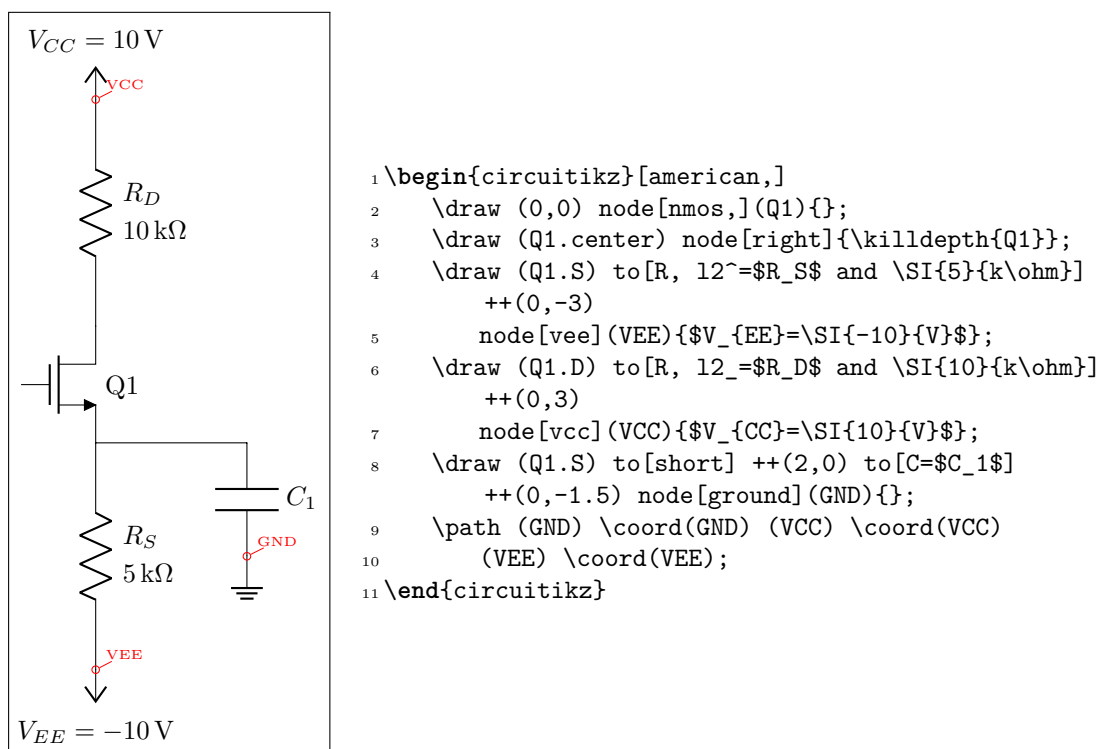 V_{CC} = 10 V
VCC
R_D
10 kΩ
Q1
C_1
R_S
5 kΩ
GND
VEE
V_{EE} = −10 V
1 \begin{circuitikz}[american,]
2 \draw (0,0) node[nmos,](Q1){};
3 \draw (Q1.center) node[right]{\killdepth{Q1}};
4 \draw (Q1.S) to[R, l2^=$R_S$ and \SI{5}{k\ohm}]
++(0,-3)
5 node[vee](VEE){$V_{EE}=\SI{-10}{V}$};
6 \draw (Q1.D) to[R, l2_=$R_D$ and \SI{10}{k\ohm}]
++(0,3)
7 node[vcc](VCC){$V_{CC}=\SI{10}{V}$};
8 \draw (Q1.S) to[short] ++(2,0) to[C=$C_1$]
++(0,-1.5) node[ground](GND){};
9 \path (GND) \coord(GND) (VCC) \coord(VCC)
10 (VEE) \coord(VEE);
11 \end{circuitikz}